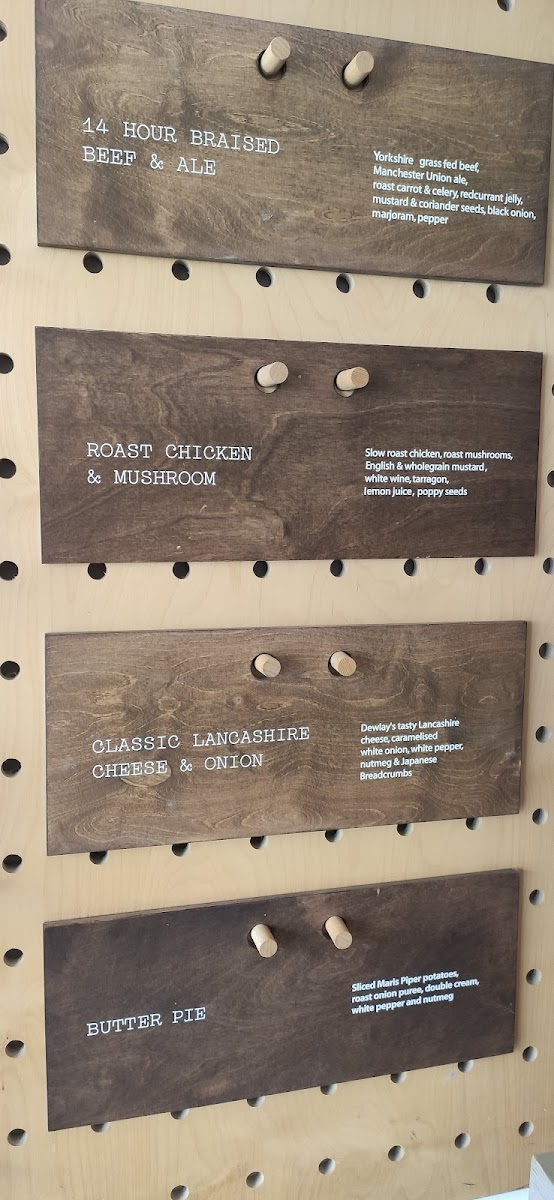 14 HOUR BRAISED
BEEF & ALE
Yorkshire grass fed beef,
Manchester Union ale,
roast carrot & celery, redcurrant jelly,
mustard & coriander seeds, black onion,
marjoram, pepper
ROAST CHICKEN
& MUSHROOM
Slow roast chicken, roast mushrooms,
English & wholegrain mustard,
white wine, tarragon,
lemon juice, poppy seeds
CLASSIC LANCASHIRE
CHEESE & ONION
Dewlay's tasty Lancashire
cheese, caramelised
white onion, white pepper,
nutmeg & Japanese
Breadcrumbs
BUTTER PIE
Sliced Maris Piper potatoes,
roast onion puree, double cream,
white pepper and nutmeg